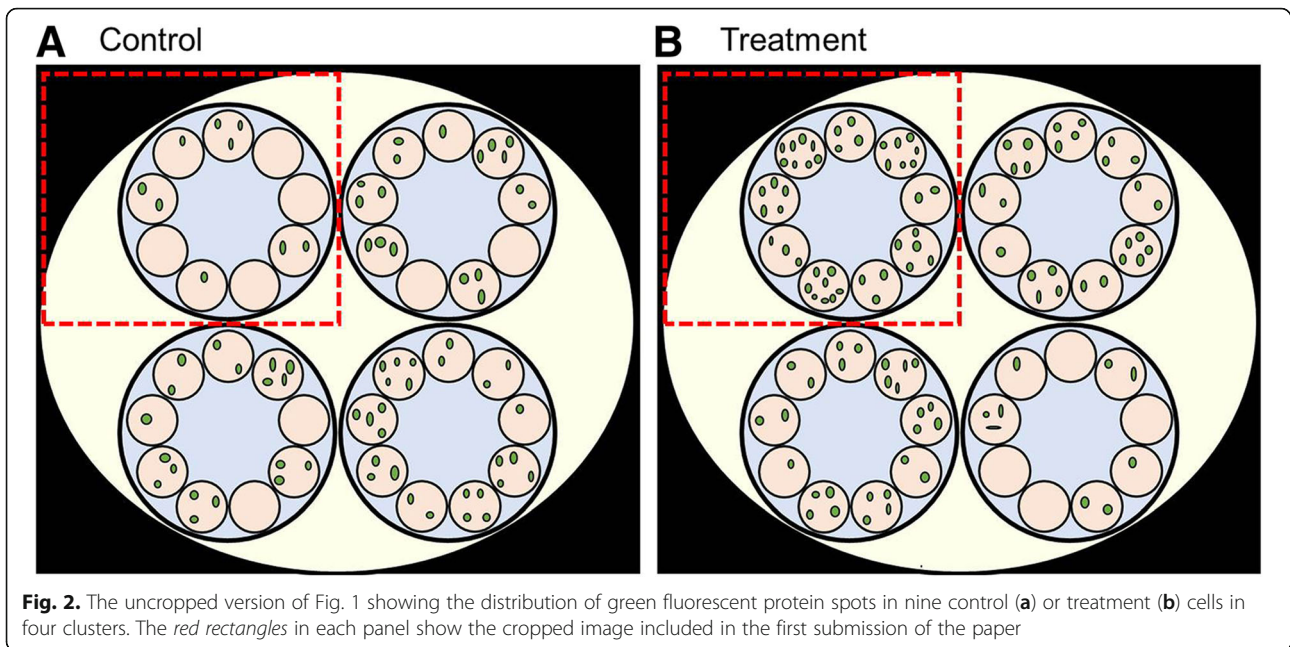 A Control
B Treatment
Fig. 2. The uncropped version of Fig. 1 showing the distribution of green fluorescent protein spots in nine control (a) or treatment (b) cells in
four clusters. The red rectangles in each panel show the cropped image included in the first submission of the paper